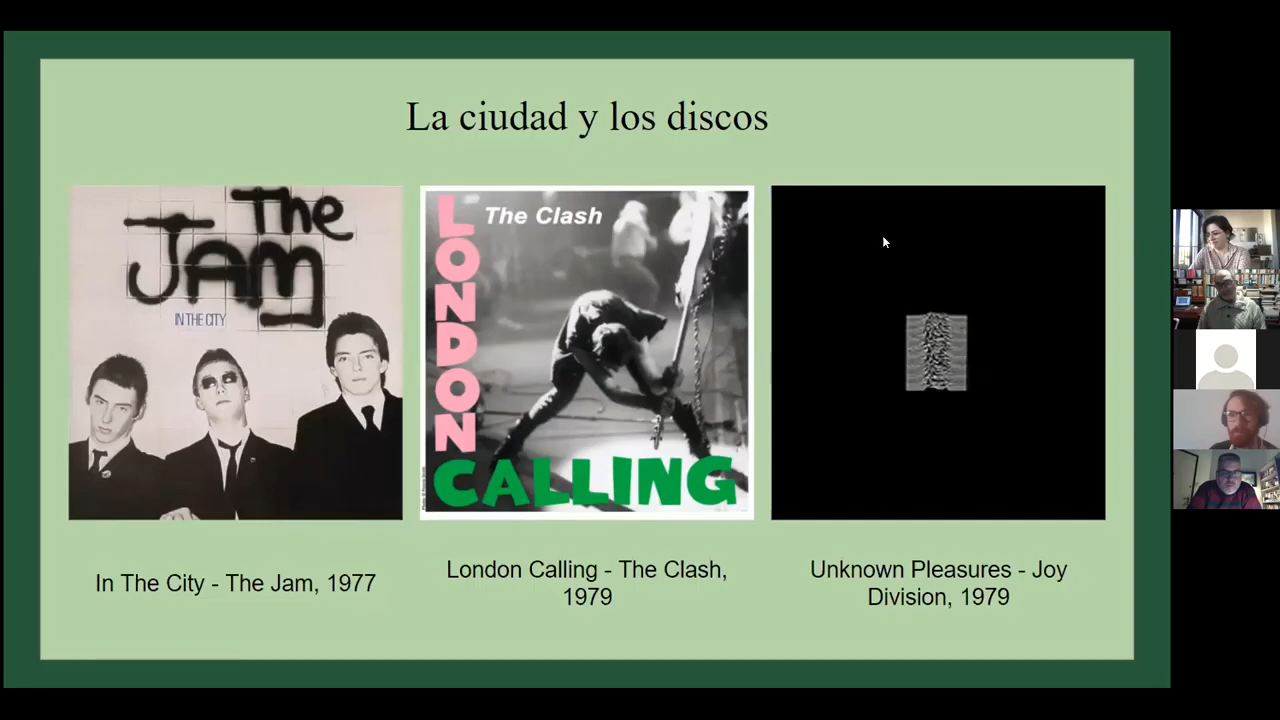 La ciudad y los discos
The
JAM
IN THE CITY
The Clash
LONDON
CALLING
In The City - The Jam, 1977
London Calling - The Clash,
1979
Unknown Pleasures - Joy
Division, 1979